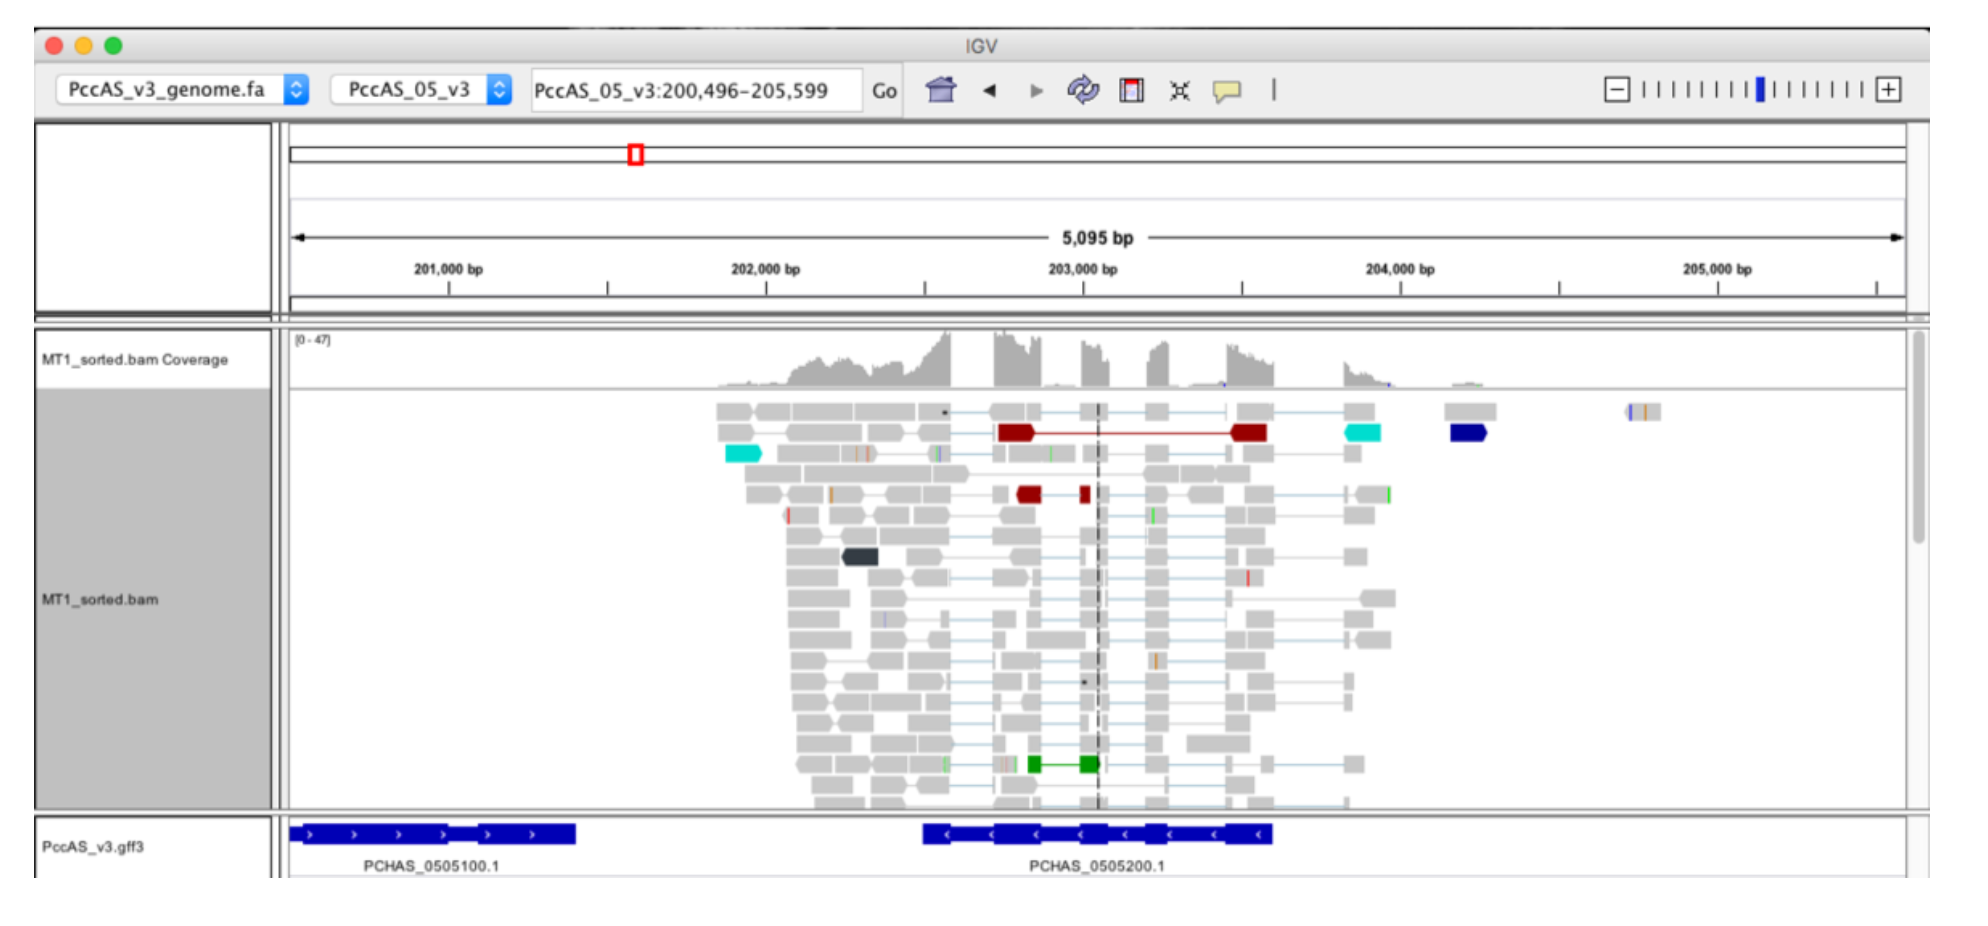 IGV
PccAS_v3_genome.fa PccAS_05_v3 PccAS_05_v3:200,496-205,599 Go
5,095 bp
201,000 bp 202,000 bp 203,000 bp 204,000 bp 205,000 bp
[0 - 47]
MT1_sorted.bam Coverage
MT1_sorted.bam
PccAS_v3.gff3
PCHAS_0505100.1 PCHAS_0505200.1